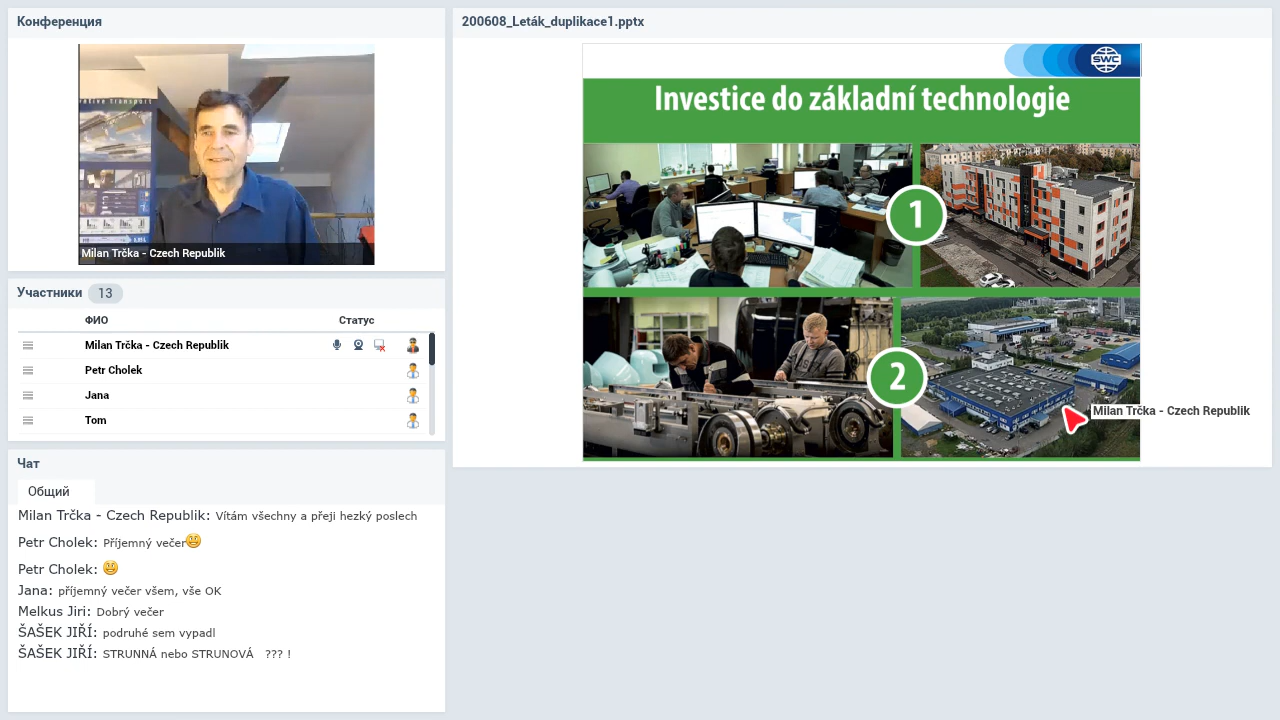 Конференция
rative Transport
Milan Trčka - Czech Republik
Участники 13
ФИО Статус
Milan Trčka - Czech Republik
Petr Cholek
Jana
Tom
Чат
Общий
Milan Trčka - Czech Republik: Vítám všechny a přeji hezký poslech
Petr Cholek: Příjemný večer
Petr Cholek:
Jana: příjemný večer všem, vše OK
Melkus Jiri: Dobrý večer
ŠAŠEK JIŘÍ: podruhé sem vypadl
ŠAŠEK JIŘÍ: STRUNNÁ nebo STRUNOVÁ ??? !
200608_Leták_duplikace1.pptx
SWC
Investice do základní technologie
1
2
Milan Trčka - Czech Republik